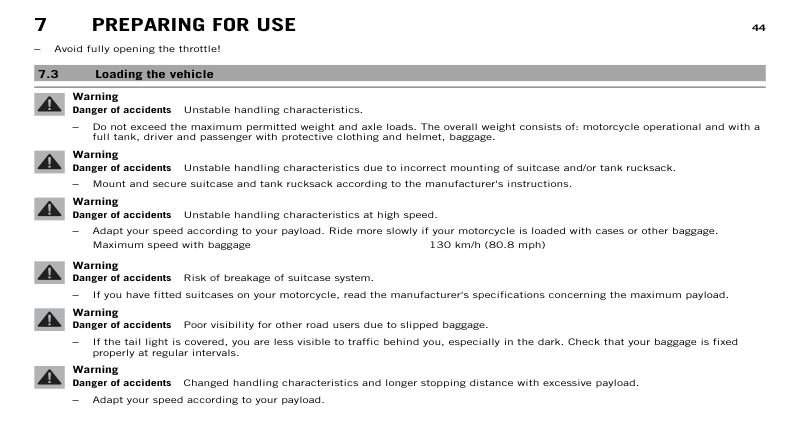 7 PREPARING FOR USE 44
– Avoid fully opening the throttle!
7.3 Loading the vehicle
Warning
Danger of accidents Unstable handling characteristics.
– Do not exceed the maximum permitted weight and axle loads. The overall weight consists of: motorcycle operational and with a
full tank, driver and passenger with protective clothing and helmet, baggage.
Warning
Danger of accidents Unstable handling characteristics due to incorrect mounting of suitcase and/or tank rucksack.
– Mount and secure suitcase and tank rucksack according to the manufacturer's instructions.
Warning
Danger of accidents Unstable handling characteristics at high speed.
– Adapt your speed according to your payload. Ride more slowly if your motorcycle is loaded with cases or other baggage.
Maximum speed with baggage 130 km/h (80.8 mph)
Warning
Danger of accidents Risk of breakage of suitcase system.
– If you have fitted suitcases on your motorcycle, read the manufacturer's specifications concerning the maximum payload.
Warning
Danger of accidents Poor visibility for other road users due to slipped baggage.
– If the tail light is covered, you are less visible to traffic behind you, especially in the dark. Check that your baggage is fixed
properly at regular intervals.
Warning
Danger of accidents Changed handling characteristics and longer stopping distance with excessive payload.
– Adapt your speed according to your payload.